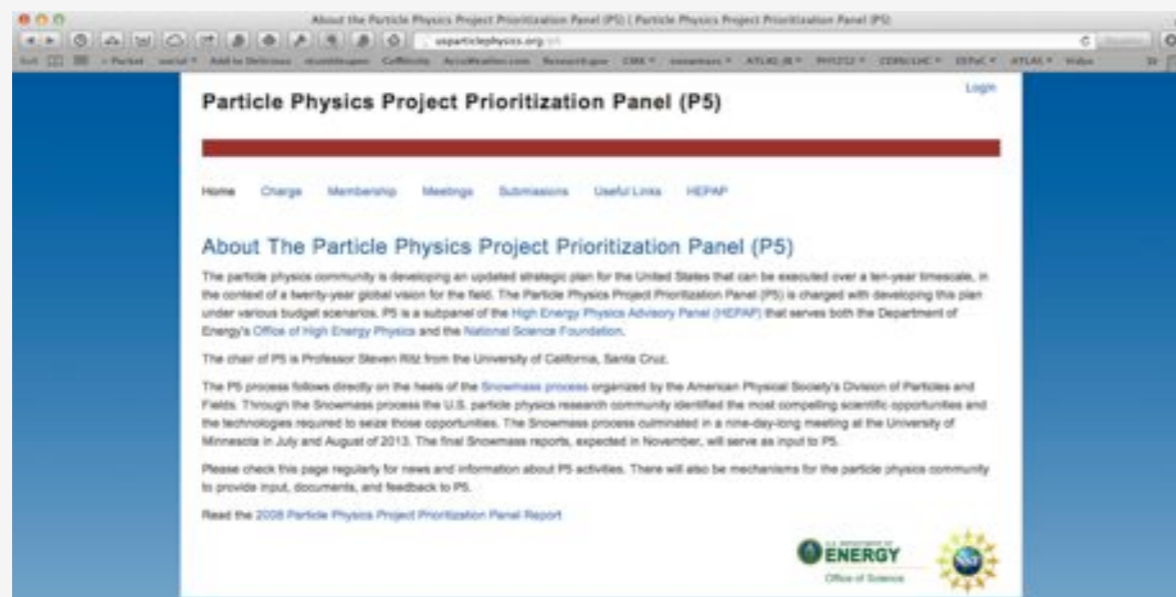 About the Particle Physics Project Prioritization Panel (P5) | Particle Physics Project Prioritization Panel (P5)
usparticlephysics.org/p5
Particle Physics Project Prioritization Panel (P5)
Login
Home Charge Membership Meetings Submissions Useful Links HEPAP
About The Particle Physics Project Prioritization Panel (P5)
The particle physics community is developing an updated strategic plan for the United States that can be executed over a ten-year timescale, in
the context of a twenty-year global vision for the field. The Particle Physics Project Prioritization Panel (P5) is charged with developing this plan
under various budget scenarios. P5 is a subpanel of the High Energy Physics Advisory Panel (HEPAP) that serves both the Department of
Energy's Office of High Energy Physics and the National Science Foundation.
The chair of P5 is Professor Steven Ritz from the University of California, Santa Cruz.
The P5 process follows directly on the heels of the Snowmass process organized by the American Physical Society's Division of Particles and
Fields. Through the Snowmass process the U.S. particle physics research community identified the most compelling scientific opportunities and
the technologies required to seize those opportunities. The Snowmass process culminated in a nine-day-long meeting at the University of
Minnesota in July and August of 2013. The final Snowmass reports, expected in November, will serve as input to P5.
Please check this page regularly for news and information about P5 activities. There will also be mechanisms for the particle physics community
to provide input, documents, and feedback to P5.
Read the 2008 Particle Physics Project Prioritization Panel Report
U.S. DEPARTMENT OF
ENERGY
Office of Science
NSF